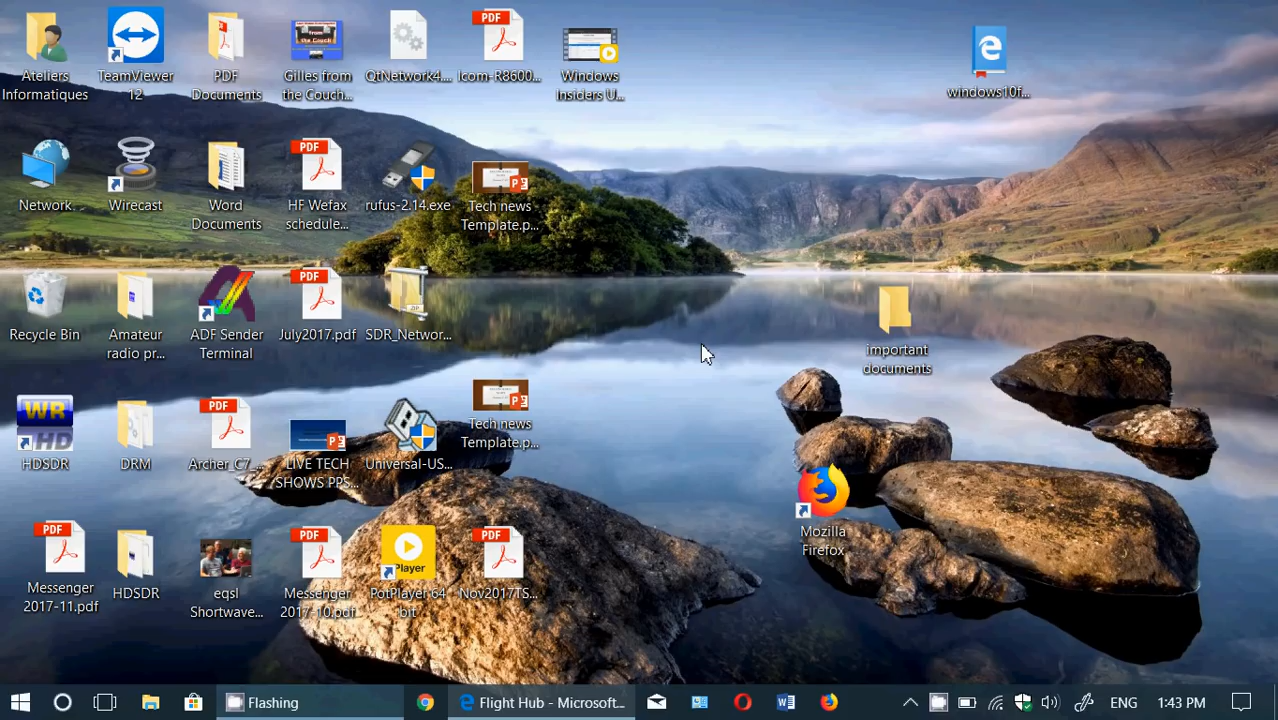 Ateliers
Informatiques
TeamViewer
12
PDF
Documents
Gilles from
the Couch...
QtNetwork4....
PDF
Icom-R8600...
Windows
Insiders U...
windows10f...
Network
Wirecast
Word
Documents
PDF
HF Wefax
schedule...
rufus-2.14.exe
Tech news
Template.p...
Recycle Bin
Amateur
radio pr...
ADF Sender
Terminal
PDF
July2017.pdf
ZIP
SDR_Networ...
important
documents
WR
HD
HDSDR
DRM
PDF
Archer_C7_...
LIVE TECH
SHOWS PPS...
Universal-US...
Tech news
Template.p...
Mozilla
Firefox
PDF
Messenger
2017-11.pdf
HDSDR
eqsl
Shortwave...
PDF
Messenger
2017-10.pdf
Player
PotPlayer 64
bit
PDF
Nov2017TS...
Flashing
Flight Hub - Microsoft...
ENG
1:43 PM